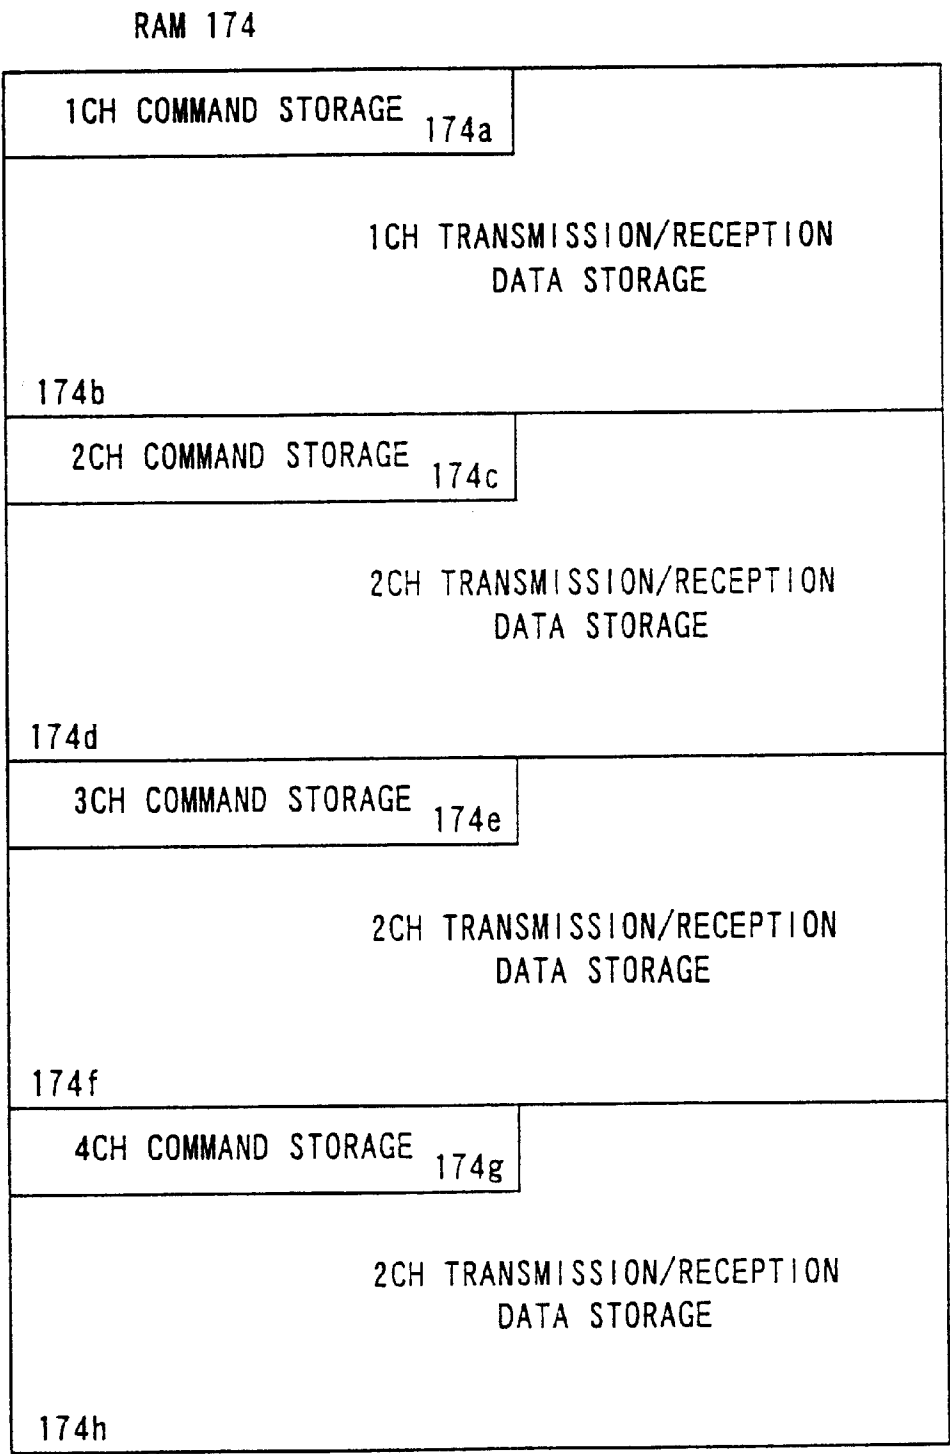 RAM 174
1CH COMMAND STORAGE 174a
1CH TRANSMISSION/RECEPTION
DATA STORAGE
174b
2CH COMMAND STORAGE 174c
2CH TRANSMISSION/RECEPTION
DATA STORAGE
174d
3CH COMMAND STORAGE 174e
2CH TRANSMISSION/RECEPTION
DATA STORAGE
174f
4CH COMMAND STORAGE 174g
2CH TRANSMISSION/RECEPTION
DATA STORAGE
174h